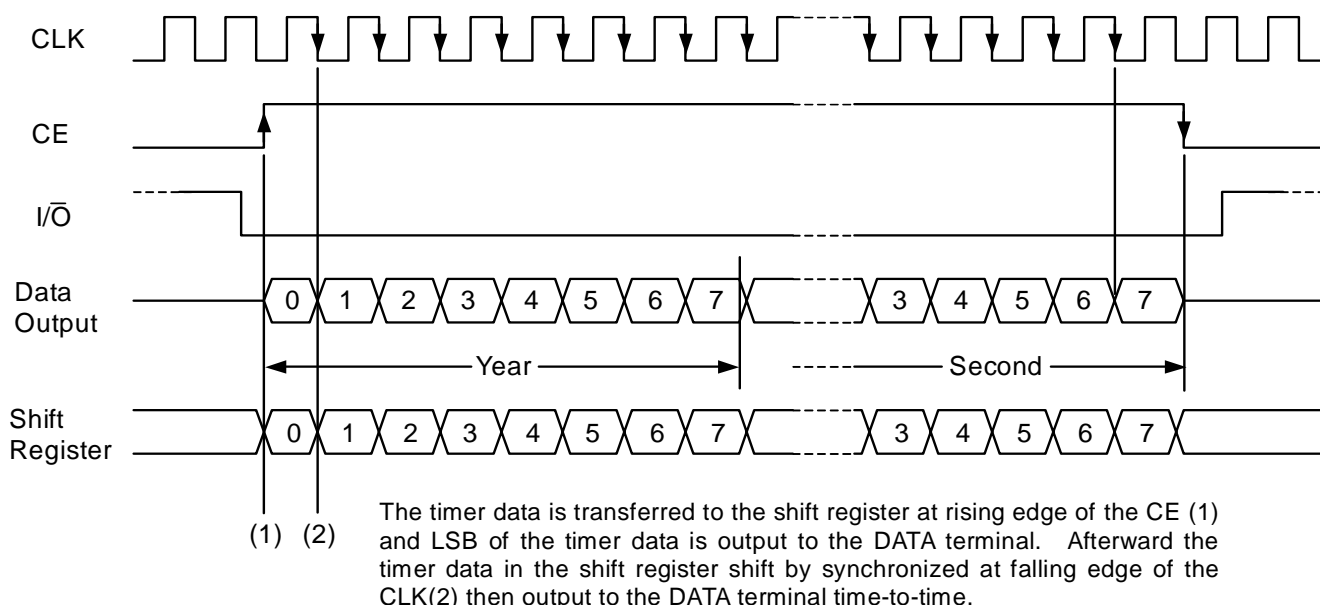 CLK
CE
I/O̅
Data
Output
0 1 2 3 4 5 6 7 3 4 5 6 7
Year Second
Shift
Register
0 1 2 3 4 5 6 7 3 4 5 6 7
(1) (2)
The timer data is transferred to the shift register at rising edge of the CE (1)
and LSB of the timer data is output to the DATA terminal. Afterward the
timer data in the shift register shift by synchronized at falling edge of the
CLK(2) then output to the DATA terminal time-to-time.